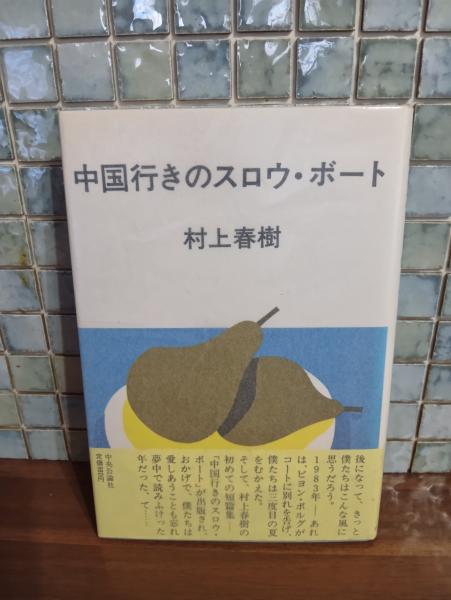 中国行きのスロウ・ボート
村上春樹
後になって、きっと
僕たちはこんな風に
思うだろう。
1983年──あれ
は、ビヨン・ボルグが
コートに別れを告げ、
僕たちは三度目の夏
をむかえた。
そして、村上春樹の
初めての短篇集──
『中国行きのスロウ・
ボート』が出版され、
おかげで、僕たちは
愛しあうことも忘れ
夢中で読みふけった
年だった、て……
中央公論社